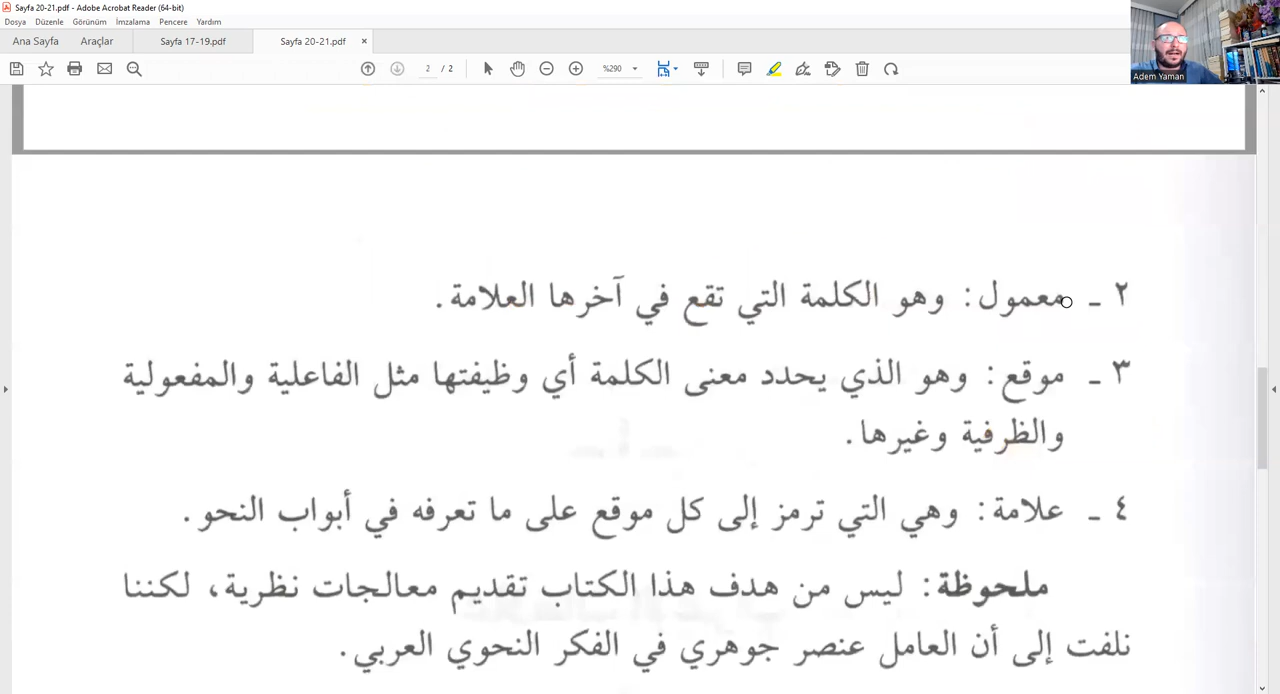 Sayfa 20-21.pdf - Adobe Acrobat Reader (64-bit)
Dosya Düzenle Görünüm İmzalama Pencere Yardım
Ana Sayfa Araçlar Sayfa 17-19.pdf Sayfa 20-21.pdf ×
2 / 2 %290
Adem Yaman
٢ ـ معمول : وهو الكلمة التي تقع في آخرها العلامة .
٣ ـ موقع : وهو الذي يحدد معنى الكلمة أي وظيفتها مثل الفاعلية والمفعولية
والظرفية وغيرها .
٤ ـ علامة : وهي التي ترمز إلى كل موقع على ما تعرفه في أبواب النحو .
ملحوظة : ليس من هدف هذا الكتاب تقديم معالجات نظرية ، لكننا
نلفت إلى أن العامل عنصر جوهري في الفكر النحوي العربي .